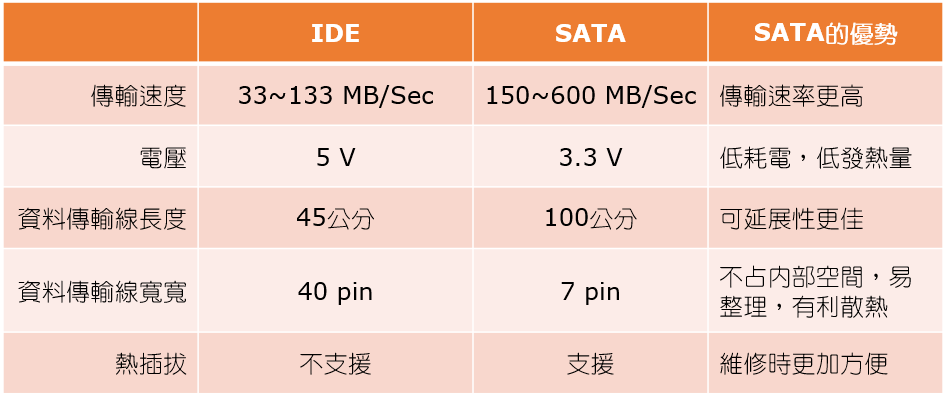 IDE SATA SATA的優勢
傳輸速度 33~133 MB/Sec 150~600 MB/Sec 傳輸速率更高
電壓 5 V 3.3 V 低耗電，低發熱量
資料傳輸線長度 45公分 100公分 可延展性更佳
資料傳輸線寬寬 40 pin 7 pin 不占內部空間，易
整理，有利散熱
熱插拔 不支援 支援 維修時更加方便